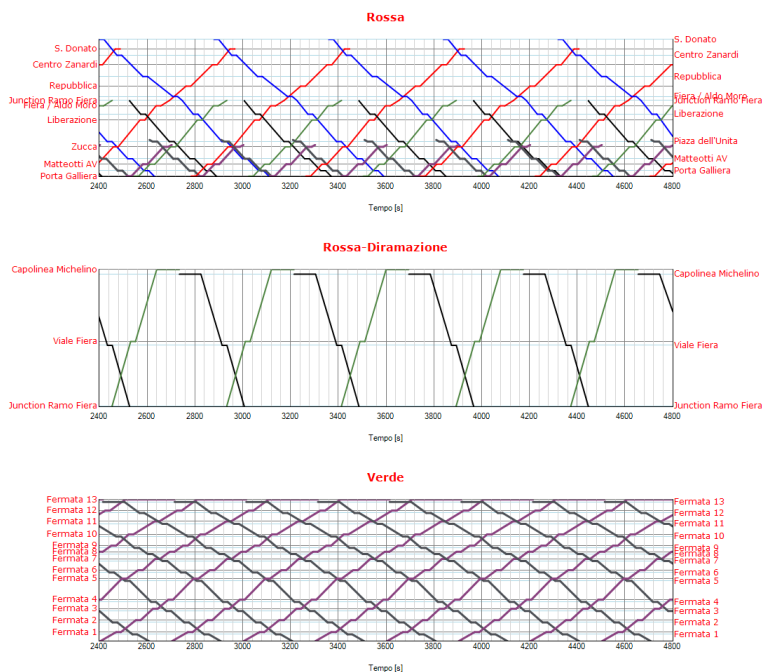 Rossa
S. Donato
Centro Zanardi
Repubblica
Junction Ramo Fiera
Fiera / Aldo Moro
Liberazione
Zucca
Matteotti AV
Porta Galliera
S. Donato
Centro Zanardi
Repubblica
Fiera / Aldo Moro
Junction Ramo Fiera
Liberazione
Piaza dell'Unita
Matteotti AV
Porta Galliera
2400 2600 2800 3000 3200 3400 3600 3800 4000 4200 4400 4600 4800
Tempo [s]
Rossa-Diramazione
Capolinea Michelino
Viale Fiera
Junction Ramo Fiera
Capolinea Michelino
Viale Fiera
Junction Ramo Fiera
2400 2600 2800 3000 3200 3400 3600 3800 4000 4200 4400 4600 4800
Tempo [s]
Verde
Fermata 13
Fermata 12
Fermata 11
Fermata 10
Fermata 9
Fermata 8
Fermata 7
Fermata 6
Fermata 5
Fermata 4
Fermata 3
Fermata 2
Fermata 1
Fermata 13
Fermata 12
Fermata 11
Fermata 10
Fermata 9
Fermata 8
Fermata 7
Fermata 6
Fermata 5
Fermata 4
Fermata 3
Fermata 2
Fermata 1
2400 2600 2800 3000 3200 3400 3600 3800 4000 4200 4400 4600 4800
Tempo [s]